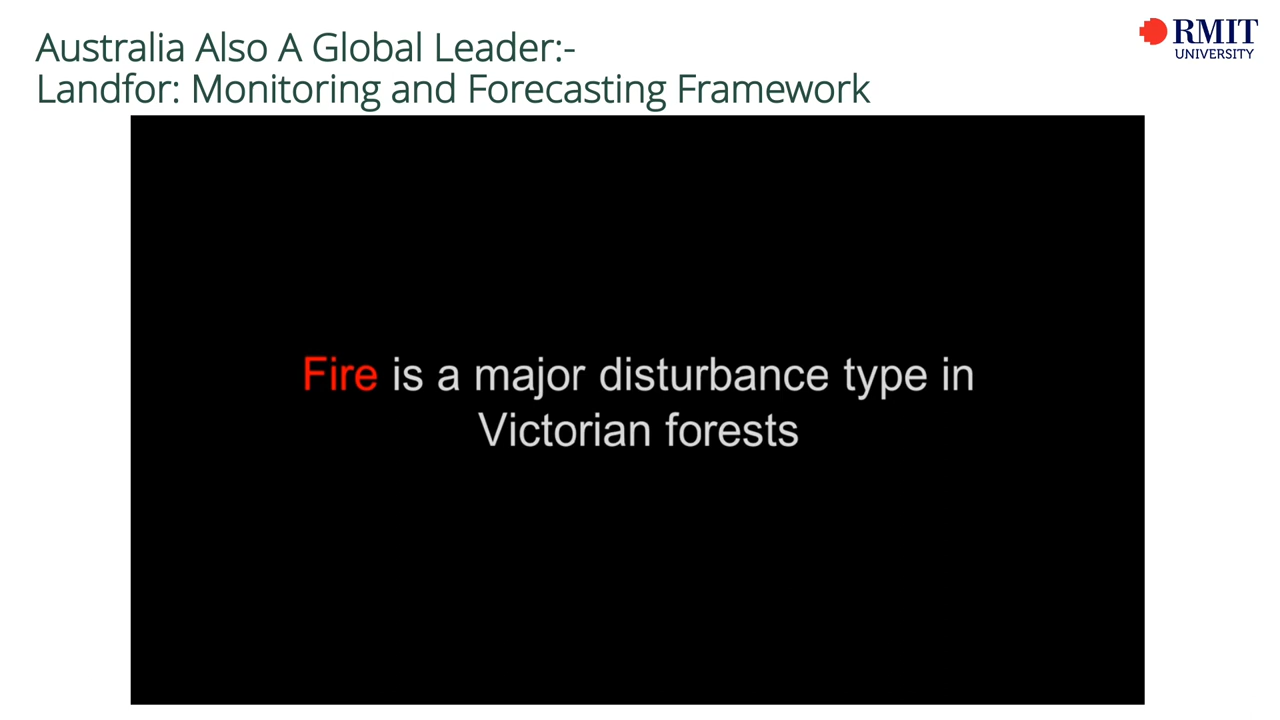 Australia Also A Global Leader:-
Landfor: Monitoring and Forecasting Framework
RMIT
UNIVERSITY
Fire is a major disturbance type in
Victorian forests